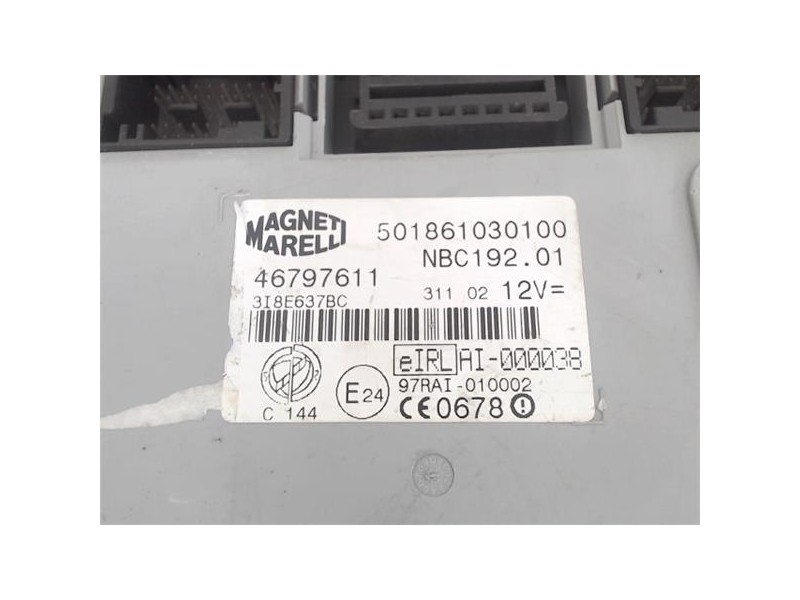 MAGNETI MARELLI
501861030100
NBC192.01
46797611
3I8E637BC
311 02 12V=
eIRL AI-000038
97RAI-010002
E24
C 144
CE0678